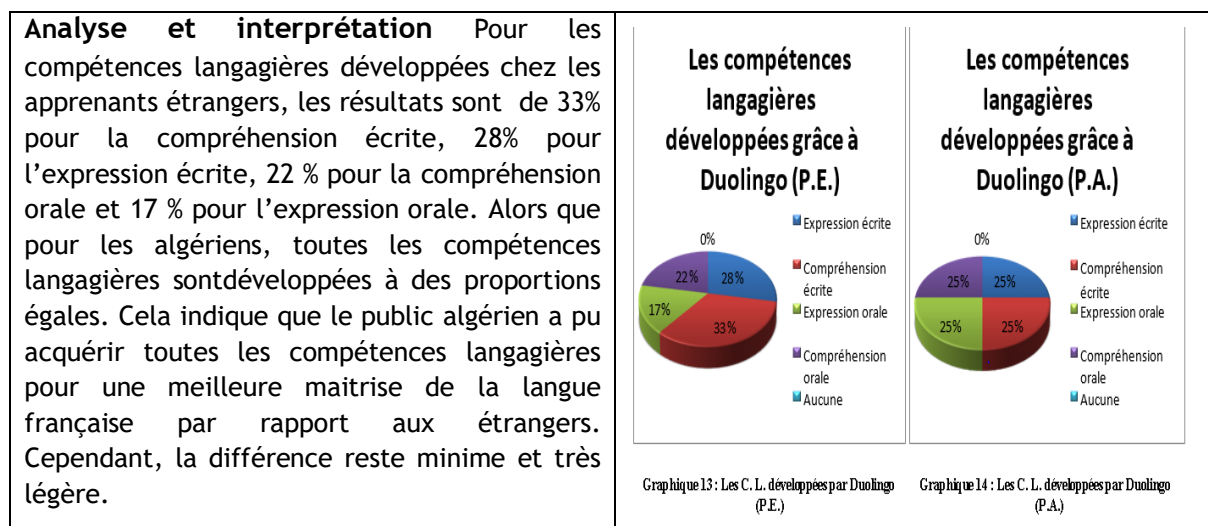 Analyse et interprétation Pour les
compétences langagières développées chez les
apprenants étrangers, les résultats sont de 33%
pour la compréhension écrite, 28% pour
l’expression écrite, 22 % pour la compréhension
orale et 17 % pour l’expression orale. Alors que
pour les algériens, toutes les compétences
langagières sontdéveloppées à des proportions
égales. Cela indique que le public algérien a pu
acquérir toutes les compétences langagières
pour une meilleure maitrise de la langue
française par rapport aux étrangers.
Cependant, la différence reste minime et très
légère.
Les compétences
langagières
développées grâce à
Duolingo (P.E.)
0%
22%
28%
17%
33%
Expression écrite
Compréhension
écrite
Expression orale
Compréhension
orale
Aucune
Graphique 13 : Les C. L. développées par Duolingo
(P.E.)
Les compétences
langagières
développées grâce à
Duolingo (P.A.)
0%
25%
25%
25%
25%
Expression écrite
Compréhension
écrite
Expression orale
Compréhension
orale
Aucune
Graphique 14 : Les C. L. développées par Duolingo
(P.A.)